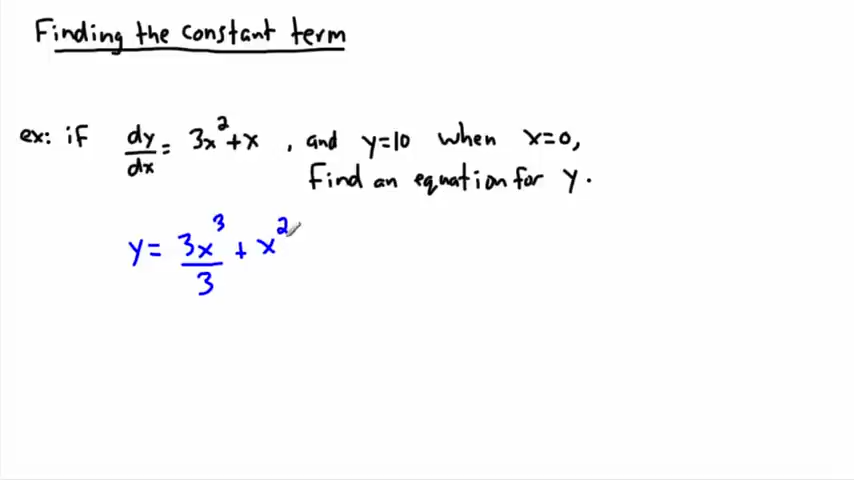 Finding the constant term
ex: if dy/dx = 3x² + x , and y=10 when x=0,
Find an equation for y.
y = 3x³/3 + x²